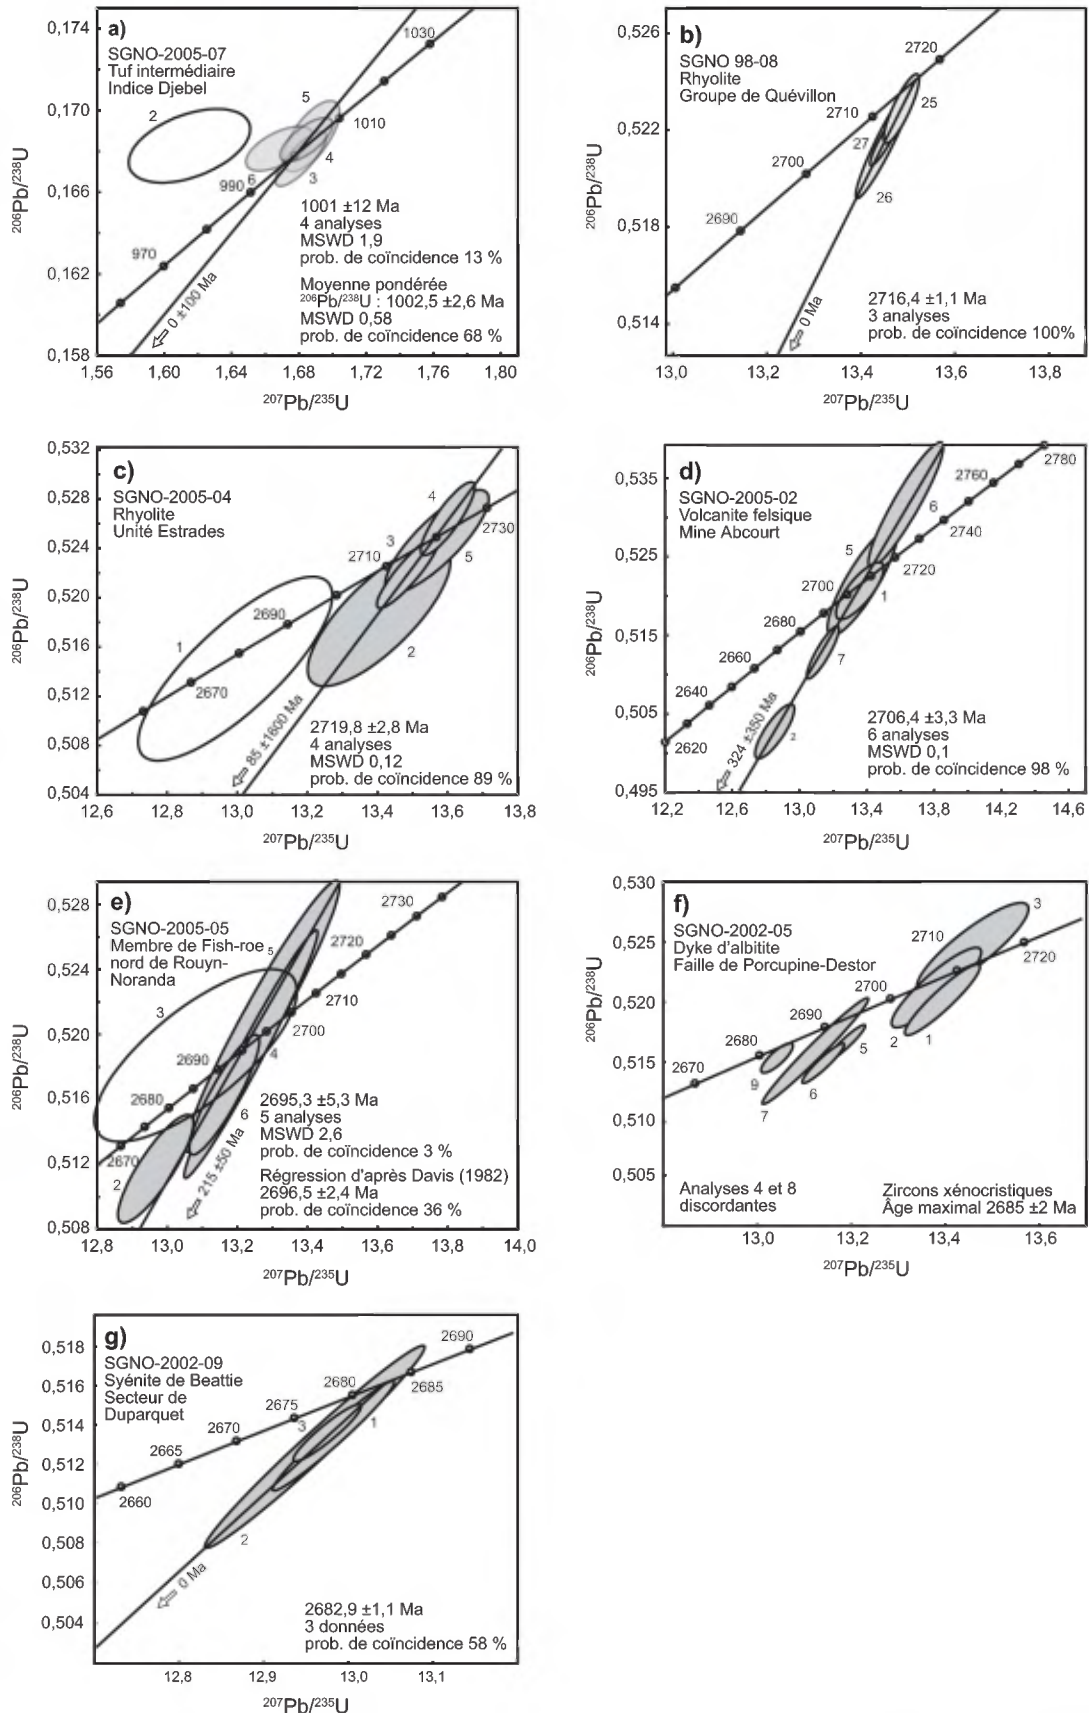 a)
SGNO-2005-07
Tuf intermédiaire
Indice Djebel
0,174
0,170
0,166
0,162
0,158
206Pb/238U
1,56
1,60
1,64
1,68
1,72
1,76
1,80
207Pb/235U
1030
1010
990
970
2
5
4
3
6
0 ±100 Ma
1001 ±12 Ma
4 analyses
MSWD 1,9
prob. de coïncidence 13 %
Moyenne pondérée
206Pb/238U : 1002,5 ±2,6 Ma
MSWD 0,58
prob. de coïncidence 68 %
b)
SGNO 98-08
Rhyolite
Groupe de Quévillon
0,526
0,522
0,518
0,514
206Pb/238U
13,0
13,2
13,4
13,6
13,8
207Pb/235U
2720
2710
2700
2690
25
27
26
0 Ma
2716,4 ±1,1 Ma
3 analyses
prob. de coïncidence 100%
c)
SGNO-2005-04
Rhyolite
Unité Estrades
0,532
0,528
0,524
0,520
0,516
0,512
0,508
0,504
206Pb/238U
12,6
12,8
13,0
13,2
13,4
13,6
13,8
207Pb/235U
2730
2710
2690
2670
4
3
5
1
2
85 ±1600 Ma
2719,8 ±2,8 Ma
4 analyses
MSWD 0,12
prob. de coïncidence 89 %
d)
SGNO-2005-02
Volcanite felsique
Mine Abcourt
0,535
0,525
0,515
0,505
0,495
206Pb/238U
12,2
12,6
13,0
13,4
13,8
14,2
14,6
207Pb/235U
2780
2760
2740
2720
2700
2680
2660
2640
2620
6
5
1
7
2
324 ±350 Ma
2706,4 ±3,3 Ma
6 analyses
MSWD 0,1
prob. de coïncidence 98 %
e)
SGNO-2005-05
Membre de Fish-roe
nord de Rouyn-
Noranda
0,528
0,524
0,520
0,516
0,512
0,508
206Pb/238U
12,8
13,0
13,2
13,4
13,6
13,8
14,0
207Pb/235U
2730
2720
2710
2700
2690
2680
2670
5
3
4
6
2
215 ±50 Ma
2695,3 ±5,3 Ma
5 analyses
MSWD 2,6
prob. de coïncidence 3 %
Régression d'après Davis (1982)
2696,5 ±2,4 Ma
prob. de coïncidence 36 %
f)
SGNO-2002-05
Dyke d'albitite
Faille de Porcupine-Destor
0,530
0,525
0,520
0,515
0,510
0,505
206Pb/238U
13,0
13,2
13,4
13,6
207Pb/235U
2720
2710
2700
2690
2680
2670
3
2
1
5
6
9
7
Analyses 4 et 8
discordantes
Zircons xénocristiques
Âge maximal 2685 ±2 Ma
g)
SGNO-2002-09
Syénite de Beattie
Secteur de
Duparquet
0,518
0,516
0,514
0,512
0,510
0,508
0,506
0,504
206Pb/238U
12,8
12,9
13,0
13,1
207Pb/235U
2690
2685
2680
2675
2670
2665
2660
3
1
2
0 Ma
2682,9 ±1,1 Ma
3 données
prob. de coïncidence 58 %